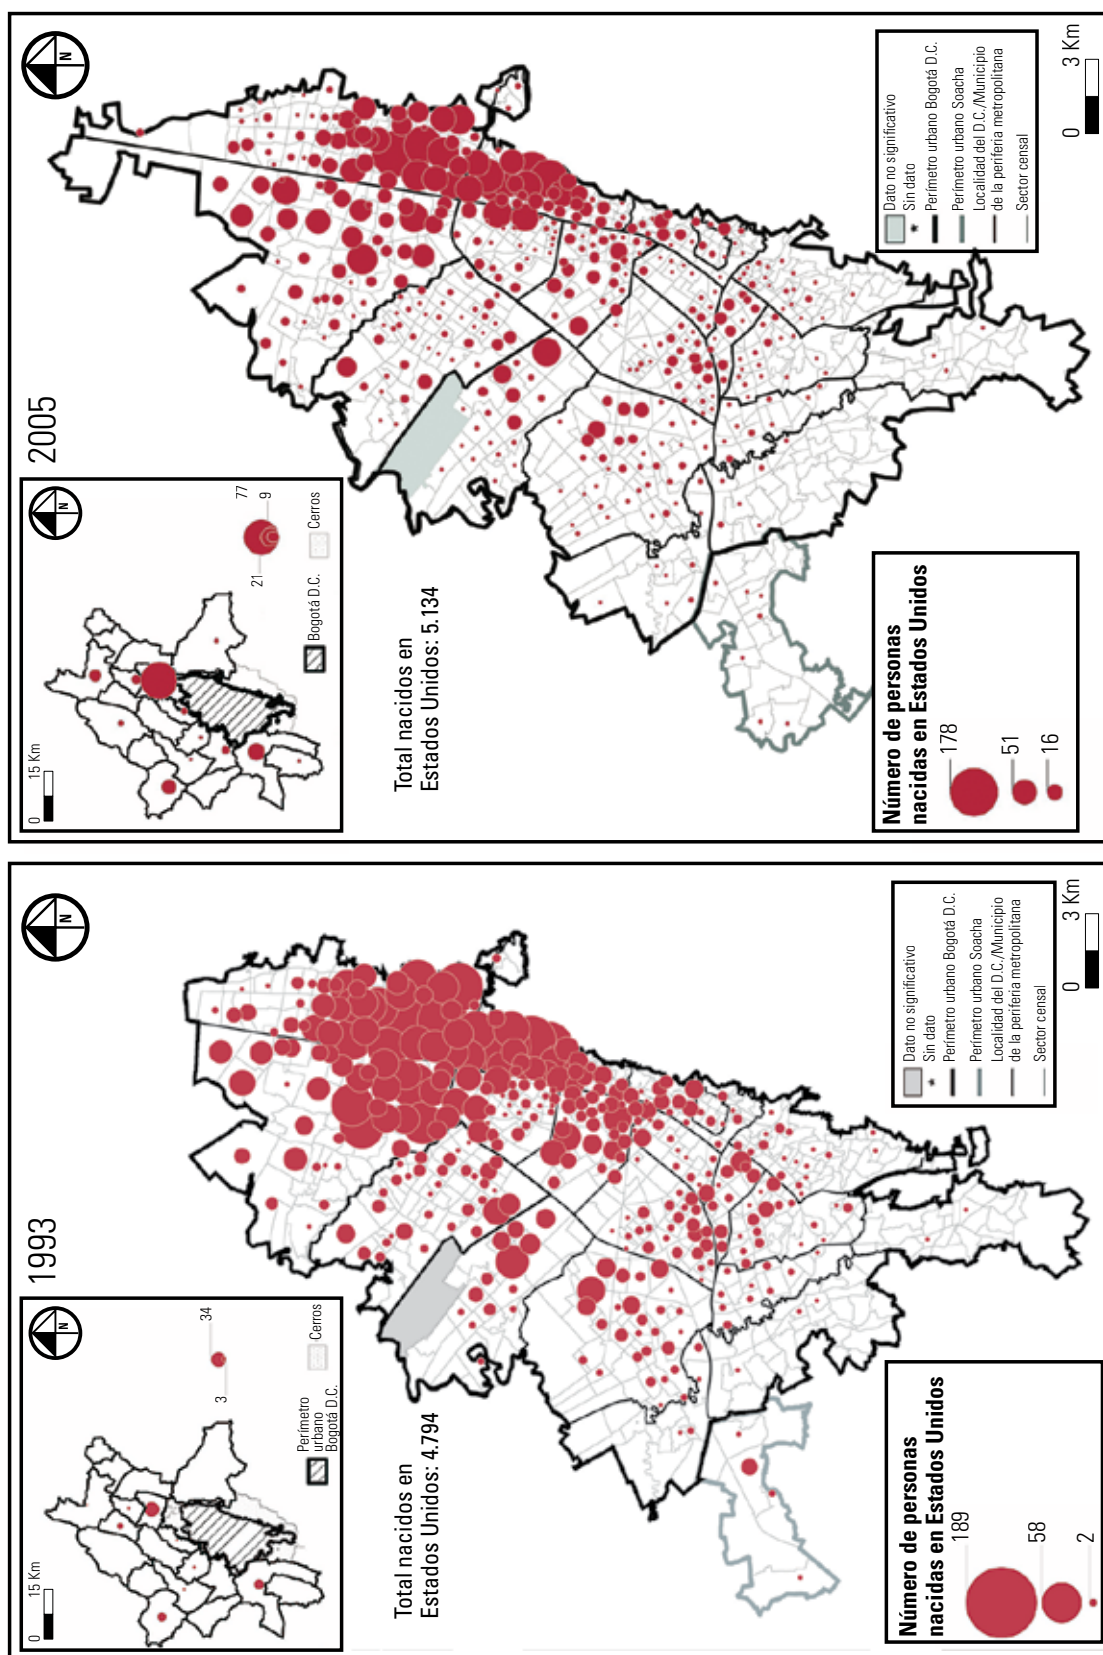 1993
N
N
0 15 Km
3
34
Perímetro
urbano
Bogotá D.C.
Cerros
Total nacidos en
Estados Unidos: 4.794
Número de personas
nacidas en Estados Unidos
189
58
2
Dato no significativo
* Sin dato
Perímetro urbano Bogotá D.C.
Perímetro urbano Soacha
Localidad del D.C./Municipio
de la periferia metropolitana
Sector censal
0 3 Km
2005
N
N
0 15 Km
21
77
9
Bogotá D.C.
Cerros
Total nacidos en
Estados Unidos: 5.134
Número de personas
nacidas en Estados Unidos
178
51
16
Dato no significativo
* Sin dato
Perímetro urbano Bogotá D.C.
Perímetro urbano Soacha
Localidad del D.C./Municipio
de la periferia metropolitana
Sector censal
0 3 Km